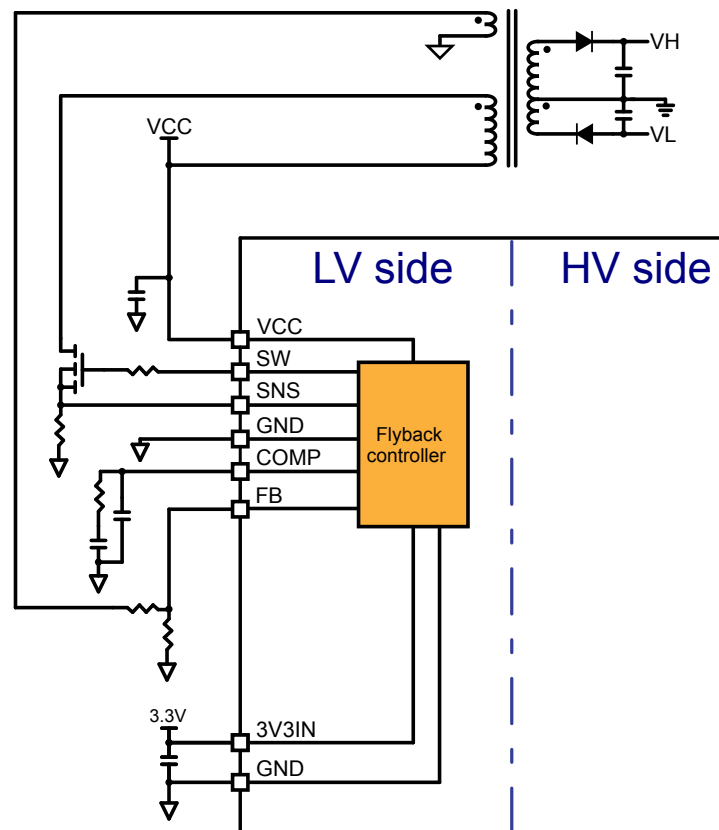 VH
VCC
VL
LV side
HV side
VCC
SW
SNS
GND
COMP
FB
Flyback
controller
3.3V
3V3IN
GND